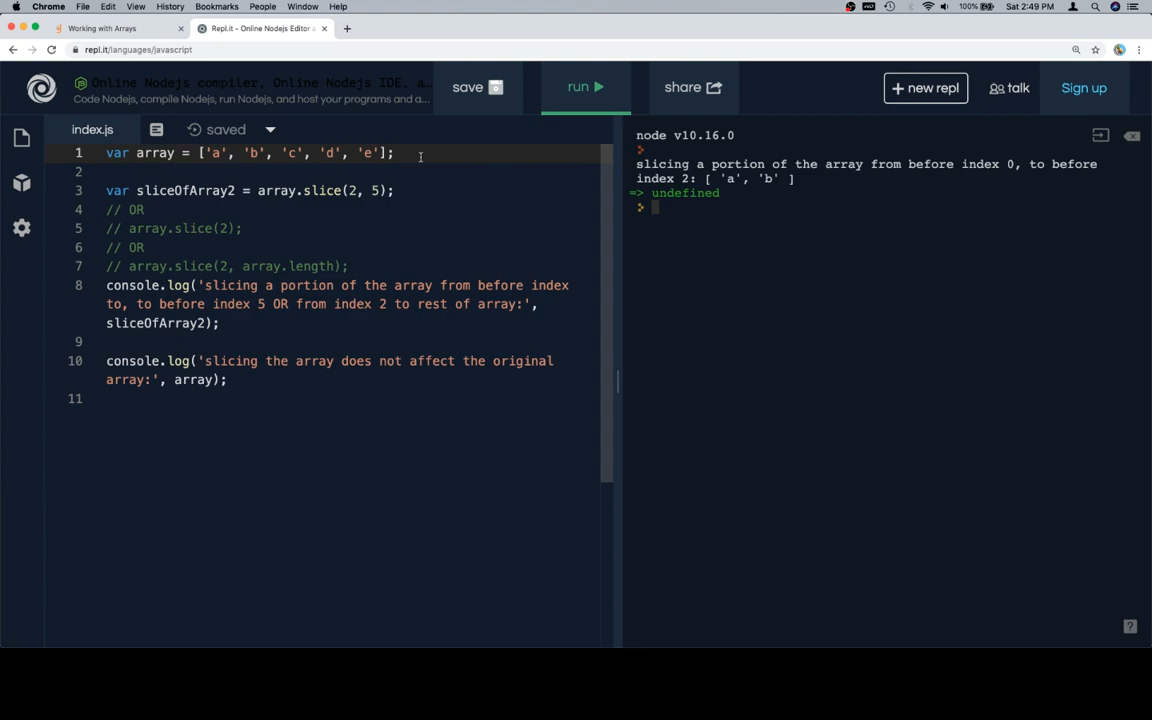 Chrome File Edit View History Bookmarks People Window Help 100% Sat 2:49 PM
Working with Arrays
Repl.it - Online Nodejs Editor
repl.it/languages/javascript
Online Nodejs compiler, Online Nodejs IDE, a...
Code Nodejs, compile Nodejs, run Nodejs, and host your programs and a...
save
run
share
+ new repl
talk
Sign up
index.js
saved
1 var array = ['a', 'b', 'c', 'd', 'e'];
2
3 var sliceOfArray2 = array.slice(2, 5);
4 // OR
5 // array.slice(2);
6 // OR
7 // array.slice(2, array.length);
8 console.log('slicing a portion of the array from before index
to, to before index 5 OR from index 2 to rest of array:',
sliceOfArray2);
9
10 console.log('slicing the array does not affect the original
array:', array);
11
node v10.16.0
slicing a portion of the array from before index 0, to before
index 2: [ 'a', 'b' ]
=> undefined
?